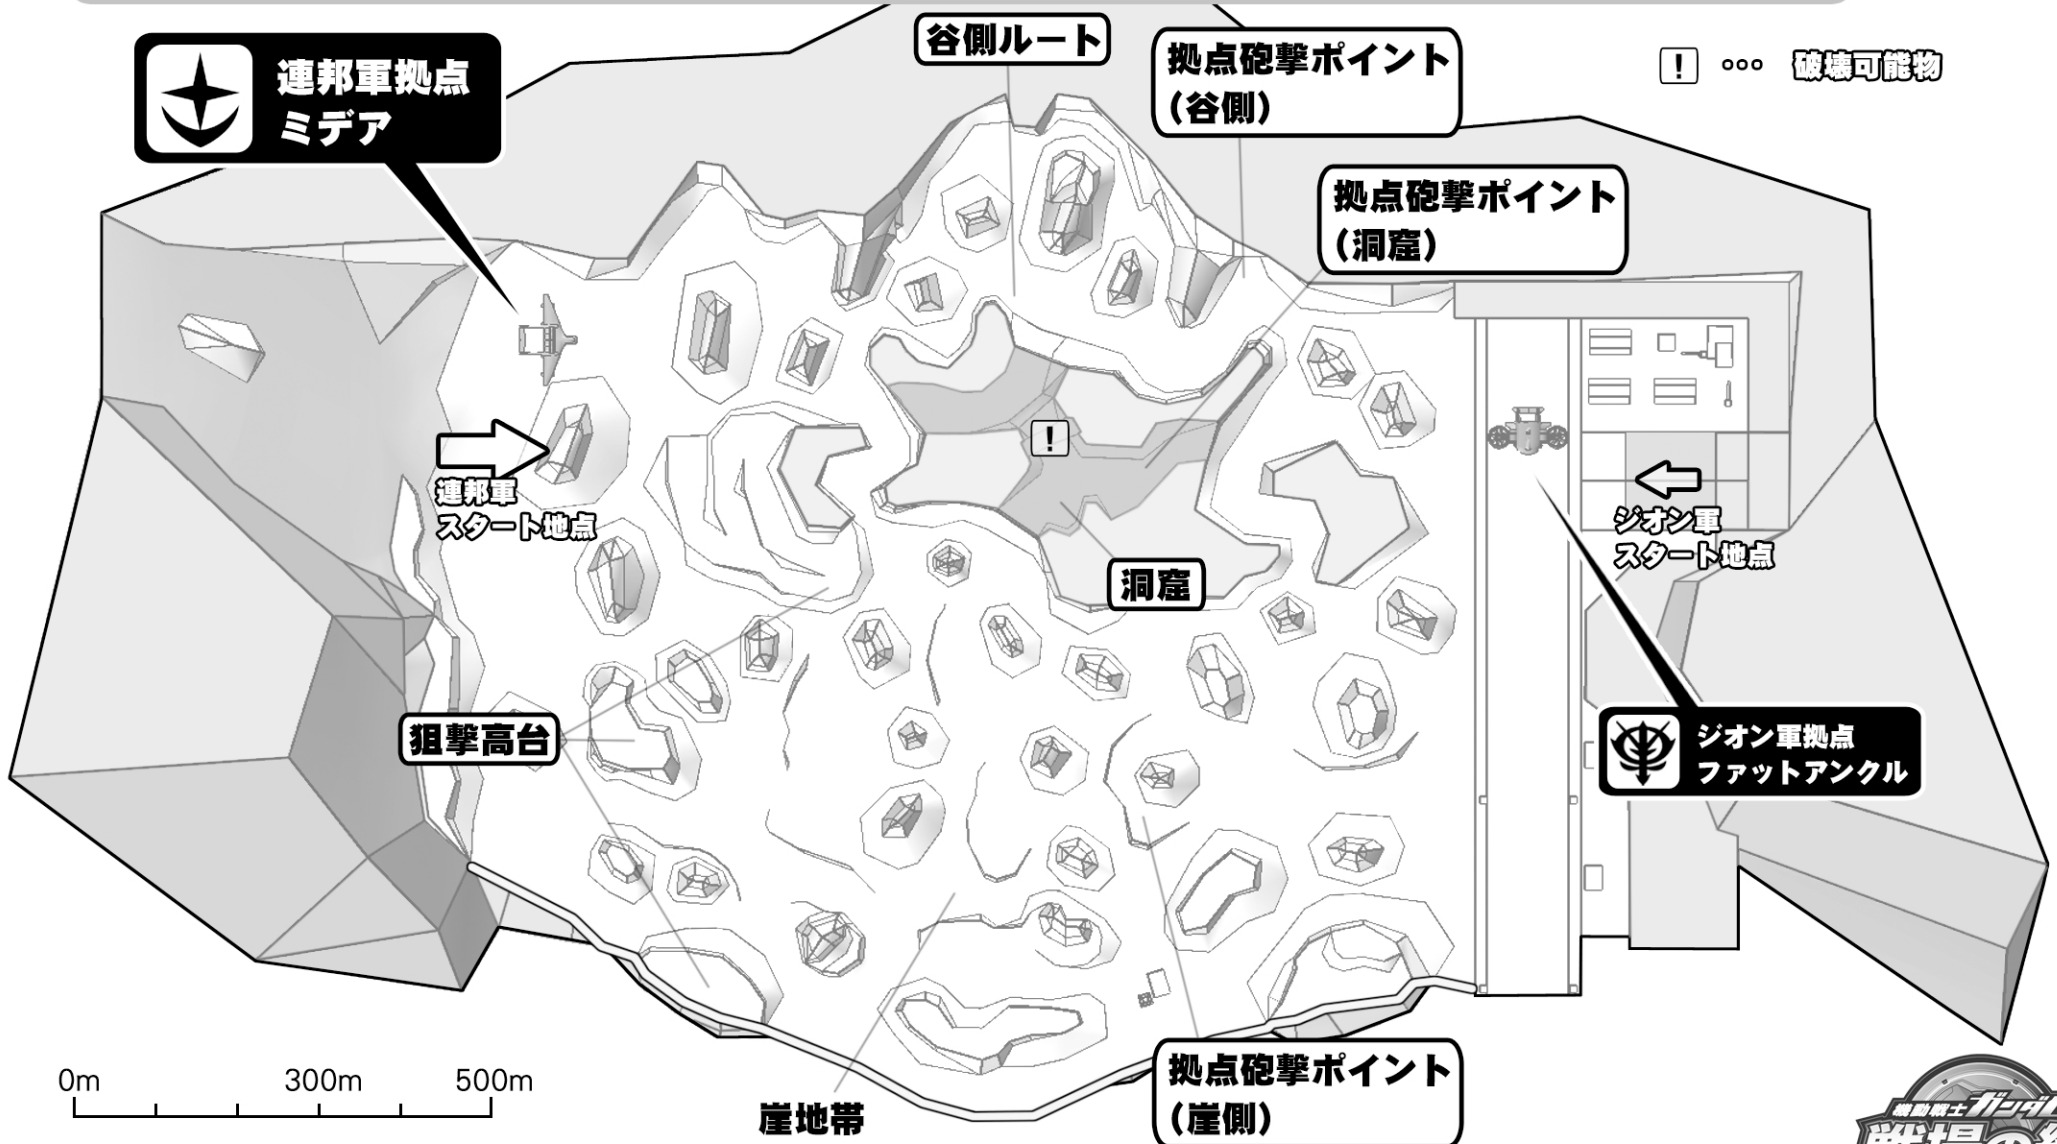 谷側ルート
拠点砲撃ポイント
(谷側)
! ○○○ 破壊可能物
連邦軍拠点
ミデア
拠点砲撃ポイント
(洞窟)
!
連邦軍
スタート地点
ジオン軍
スタート地点
洞窟
狙撃高台
ジオン軍拠点
ファットアンクル
拠点砲撃ポイント
(崖側)
崖地帯
0m 300m 500m
機動戦士ガンダム
戦場の